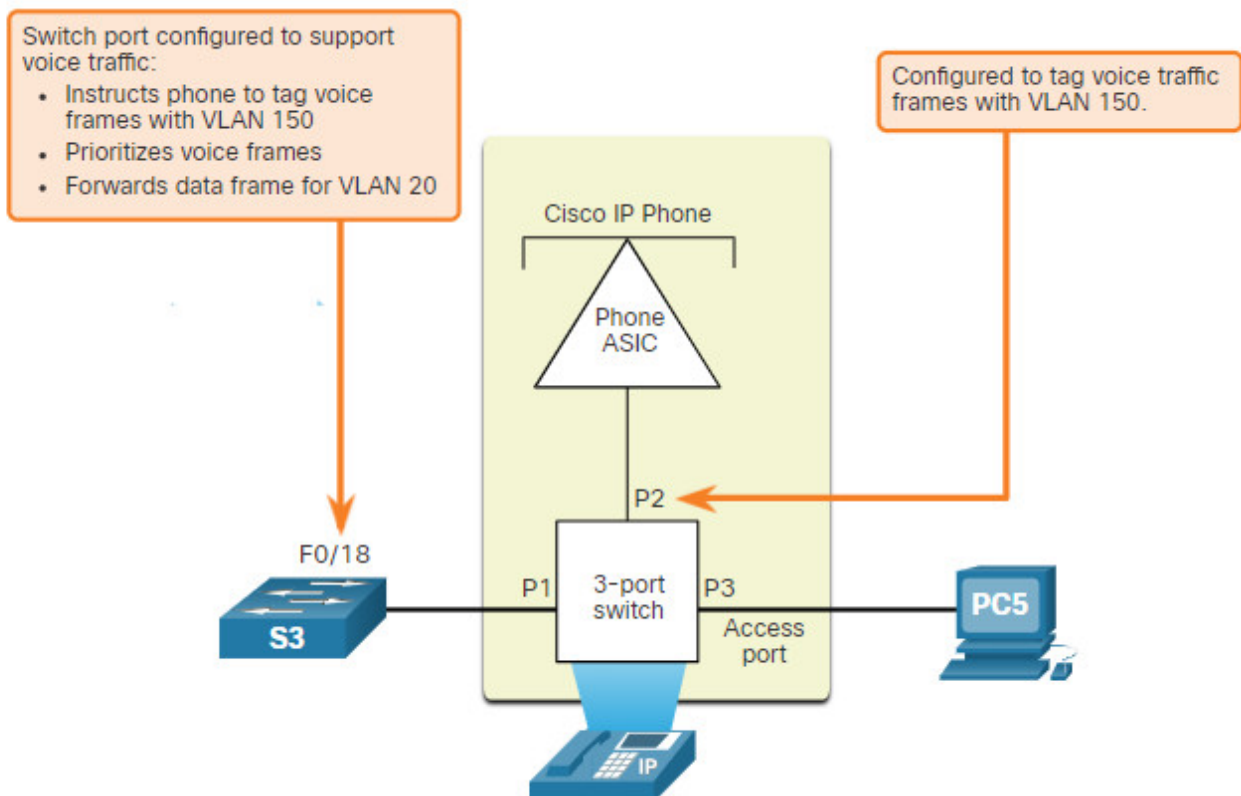 Switch port configured to support
voice traffic:
• Instructs phone to tag voice
frames with VLAN 150
• Prioritizes voice frames
• Forwards data frame for VLAN 20
Configured to tag voice traffic
frames with VLAN 150.
Cisco IP Phone
Phone
ASIC
P2
F0/18
P1
3-port
switch
P3
Access
port
S3
PC5
IP